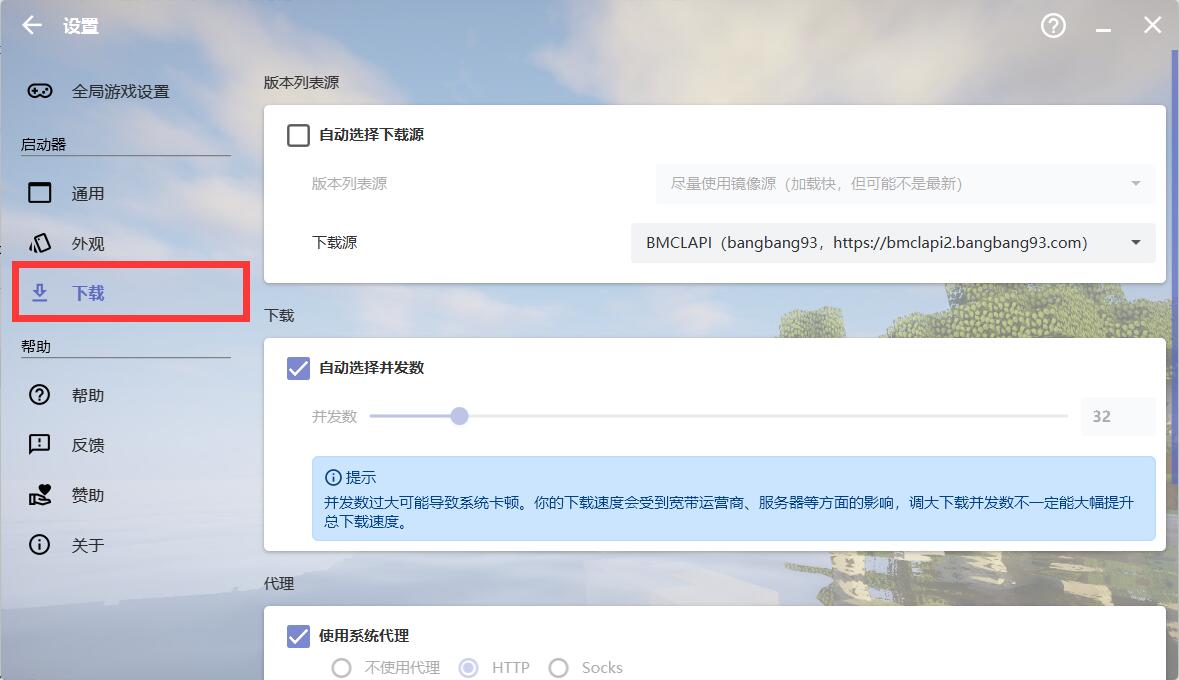 设置
全局游戏设置
启动器
通用
外观
下载
帮助
帮助
反馈
赞助
关于
版本列表源
自动选择下载源
版本列表源 尽量使用镜像源（加载快，但可能不是最新）
下载源 BMCLAPI（bangbang93，https://bmclapi2.bangbang93.com）
下载
自动选择并发数
并发数 32
提示
并发数过大可能导致系统卡顿。你的下载速度会受到宽带运营商、服务器等方面的影响，调大下载并发数不一定能大幅提升
总下载速度。
代理
使用系统代理
不使用代理 HTTP Socks